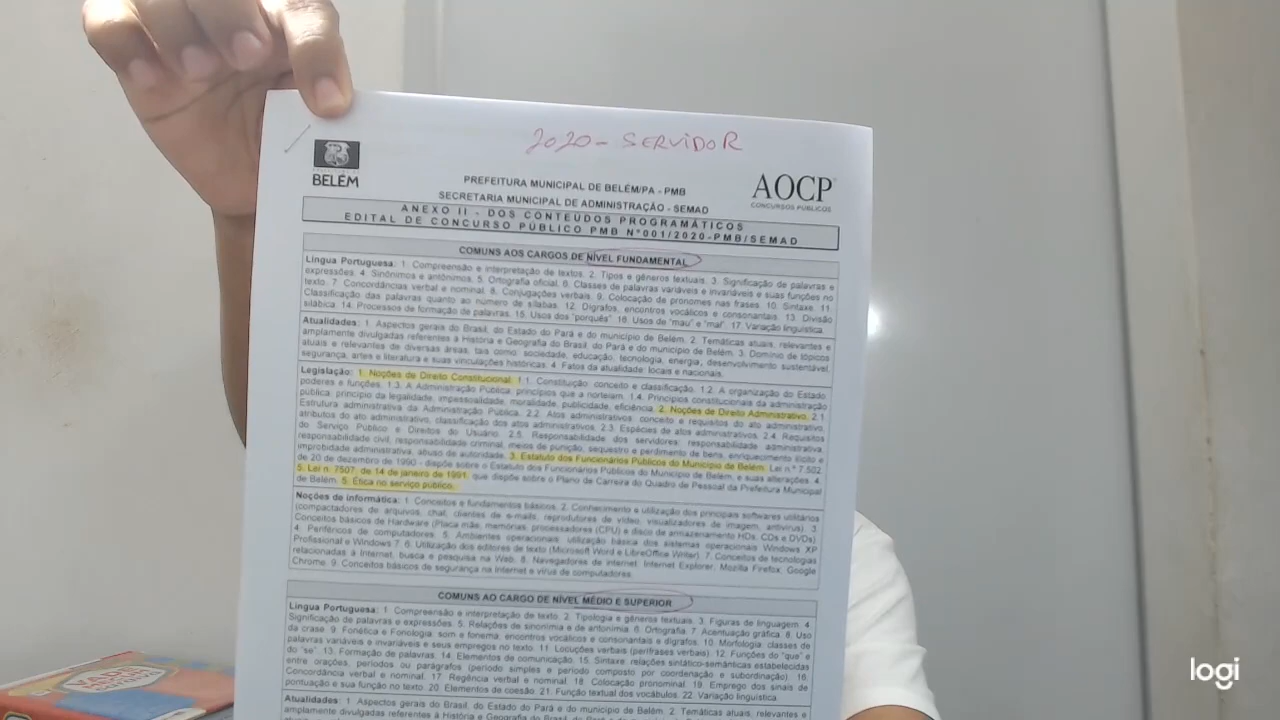 2020 - SERVIDOR
BELÉM
PREFEITURA MUNICIPAL DE BELÉM/PA - PMB
SECRETARIA MUNICIPAL DE ADMINISTRAÇÃO - SEMAD
AOCP
CONCURSOS PÚBLICOS
ANEXO II - DOS CONTEÚDOS PROGRAMÁTICOS
EDITAL DE CONCURSO PÚBLICO PMB N°001/2020-PMB/SEMAD
COMUNS AOS CARGOS DE NÍVEL FUNDAMENTAL
Língua Portuguesa: 1. Compreensão e interpretação de textos. 2. Tipos e gêneros textuais. 3. Significação de palavras e
expressões. 4. Sinônimos e antônimos. 5. Ortografia oficial. 6. Classes de palavras variáveis e invariáveis e suas funções no
texto. 7. Concordâncias verbal e nominal. 8. Conjugações verbais. 9. Colocação de pronomes nas frases. 10. Sintaxe. 11.
Classificação das palavras quanto ao número de sílabas. 12. Dígrafos, encontros vocálicos e consonantais. 13. Divisão
silábica. 14. Processos de formação de palavras. 15. Usos dos "porquês". 16. Usos de "mau" e "mal". 17. Variação linguística.
Atualidades: 1. Aspectos gerais do Brasil, do Estado do Pará e do município de Belém. 2. Temáticas atuais, relevantes e
amplamente divulgadas referentes à História e Geografia do Brasil, do Pará e do município de Belém. 3. Domínio de tópicos
atuais e relevantes de diversas áreas, tais como: sociedade, educação, tecnologia, energia, desenvolvimento sustentável,
segurança, artes e literatura e suas vinculações históricas. 4. Fatos da atualidade: locais e nacionais.
Legislação: 1. Noções de Direito Constitucional. 1.1. Constituição: conceito e classificação. 1.2. A organização do Estado:
poderes e funções. 1.3. A Administração Pública: princípios que a norteiam. 1.4. Princípios constitucionais da administração
pública: princípio da legalidade, impessoalidade, moralidade, publicidade, eficiência. 2. Noções de Direito Administrativo. 2.1.
Estrutura administrativa da Administração Pública. 2.2. Atos administrativos: conceito e requisitos do ato administrativo,
atributos do ato administrativo, classificação dos atos administrativos. 2.3. Espécies de atos administrativos. 2.4. Requisitos
do Serviço Público e Direitos do Usuário. 2.5. Responsabilidade dos servidores: responsabilidade administrativa,
responsabilidade civil, responsabilidade criminal, meios de punição, sequestro e perdimento de bens, enriquecimento ilícito e
improbidade administrativa, abuso de autoridade. 3. Estatuto dos Funcionários Públicos do Município de Belém. Lei n.º 7.502,
de 20 de dezembro de 1990 - dispõe sobre o Estatuto dos Funcionários Públicos do Município de Belém, e suas alterações. 4.
5. Lei n. 7507, de 14 de janeiro de 1991, que dispõe sobre o Plano de Carreira do Quadro de Pessoal da Prefeitura Municipal
de Belém. 5. Ética no serviço público.
Noções de informática: 1. Conceitos e fundamentos básicos. 2. Conhecimento e utilização dos principais softwares utilitários
(compactadores de arquivos, chat, clientes de e-mails, reprodutores de vídeo, visualizadores de imagem, antivírus). 3.
Conceitos básicos de Hardware (Placa mãe, memórias, processadores (CPU) e disco de armazenamento HDs, CDs e DVDs).
4. Periféricos de computadores. 5. Ambientes operacionais: utilização básica dos sistemas operacionais Windows XP
Profissional e Windows 7. 6. Utilização dos editores de texto (Microsoft Word e LibreOffice Writer). 7. Conceitos de tecnologias
relacionadas à Internet, busca e pesquisa na Web. 8. Navegadores de internet: Internet Explorer, Mozilla Firefox, Google
Chrome. 9. Conceitos básicos de segurança na internet e vírus de computadores.
COMUNS AO CARGO DE NÍVEL MÉDIO E SUPERIOR
Língua Portuguesa: 1. Compreensão e interpretação de texto. 2. Tipologia e gêneros textuais. 3. Figuras de linguagem. 4.
Significação de palavras e expressões. 5. Relações de sinonímia e de antonímia. 6. Ortografia. 7. Acentuação gráfica. 8. Uso
da crase. 9. Fonética e Fonologia: som e fonema, encontros vocálicos e consonantais e dígrafos. 10. Morfologia: classes de
palavras variáveis e invariáveis e seus empregos no texto. 11. Locuções verbais (perífrases verbais). 12. Funções do "que" e
do "se". 13. Formação de palavras. 14. Elementos de comunicação. 15. Sintaxe: relações sintático-semânticas estabelecidas
entre orações, períodos ou parágrafos (período simples e período composto por coordenação e subordinação). 16.
Concordância verbal e nominal. 17. Regência verbal e nominal. 18. Colocação pronominal. 19. Emprego dos sinais de
pontuação e sua função no texto. 20. Elementos de coesão. 21. Função textual dos vocábulos. 22. Variação linguística.
Atualidades: 1. Aspectos gerais do Brasil, do Estado do Pará e do município de Belém. 2. Temáticas atuais, relevantes e
amplamente divulgadas referentes à História e Geografia do Brasil, do Pará e do município de Belém. 3.
logi